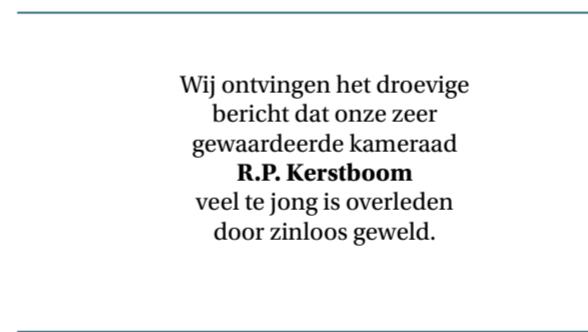 Wij ontvingen het droevige
bericht dat onze zeer
gewaardeerde kameraad
R.P. Kerstboom
veel te jong is overleden
door zinloos geweld.